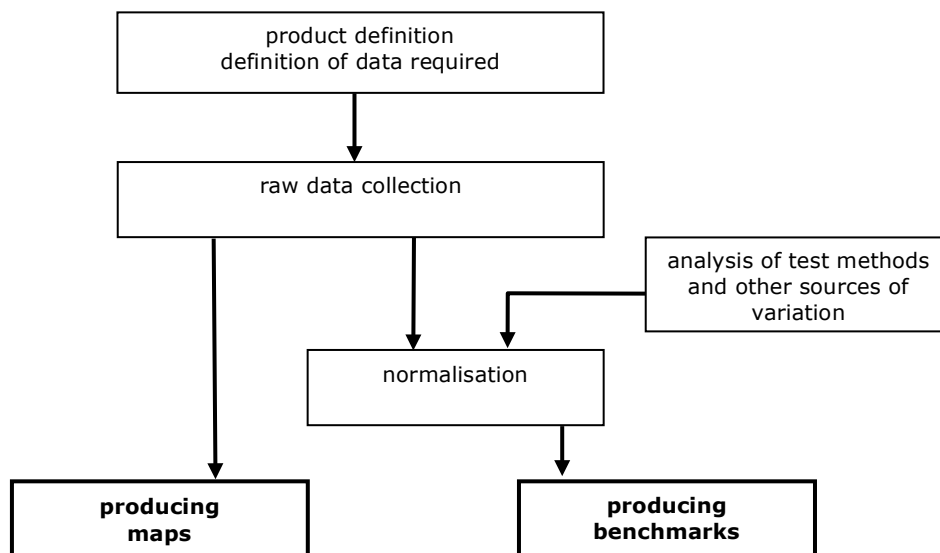 product definition
definition of data required
raw data collection
analysis of test methods
and other sources of
variation
normalisation
producing
maps
producing
benchmarks